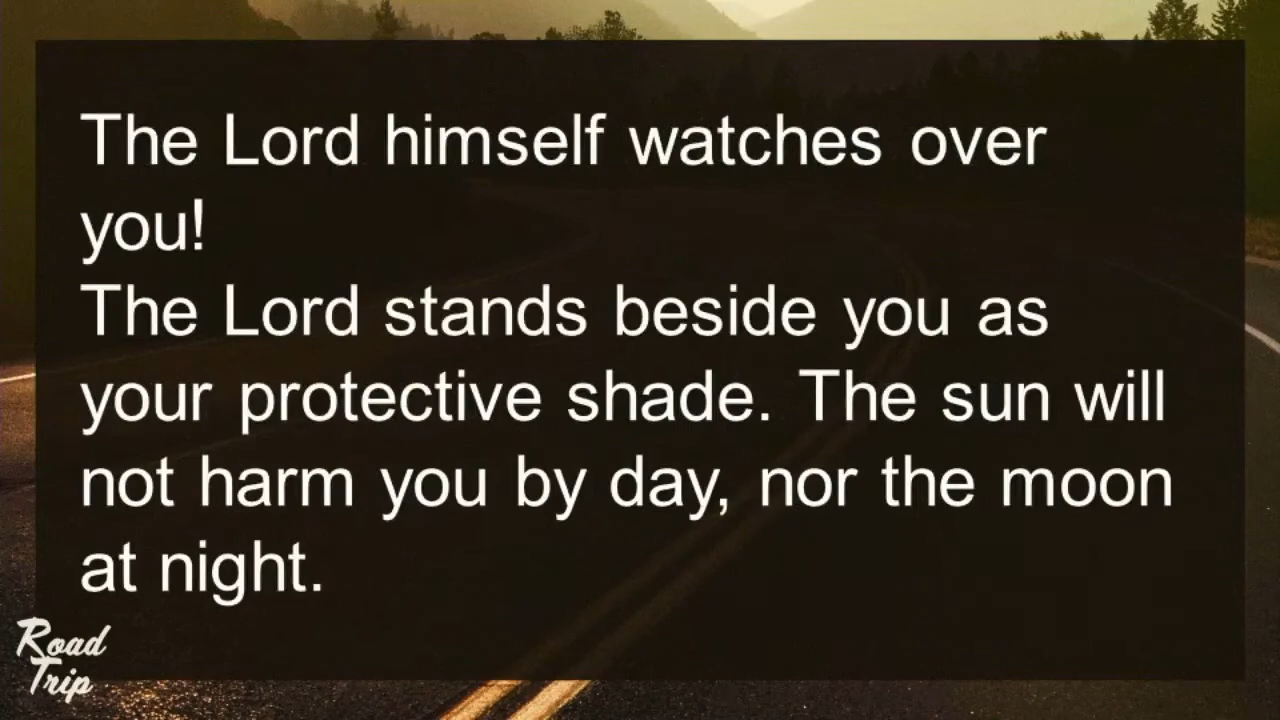 The Lord himself watches over
you!
The Lord stands beside you as
your protective shade. The sun will
not harm you by day, nor the moon
at night.
Road
Trip